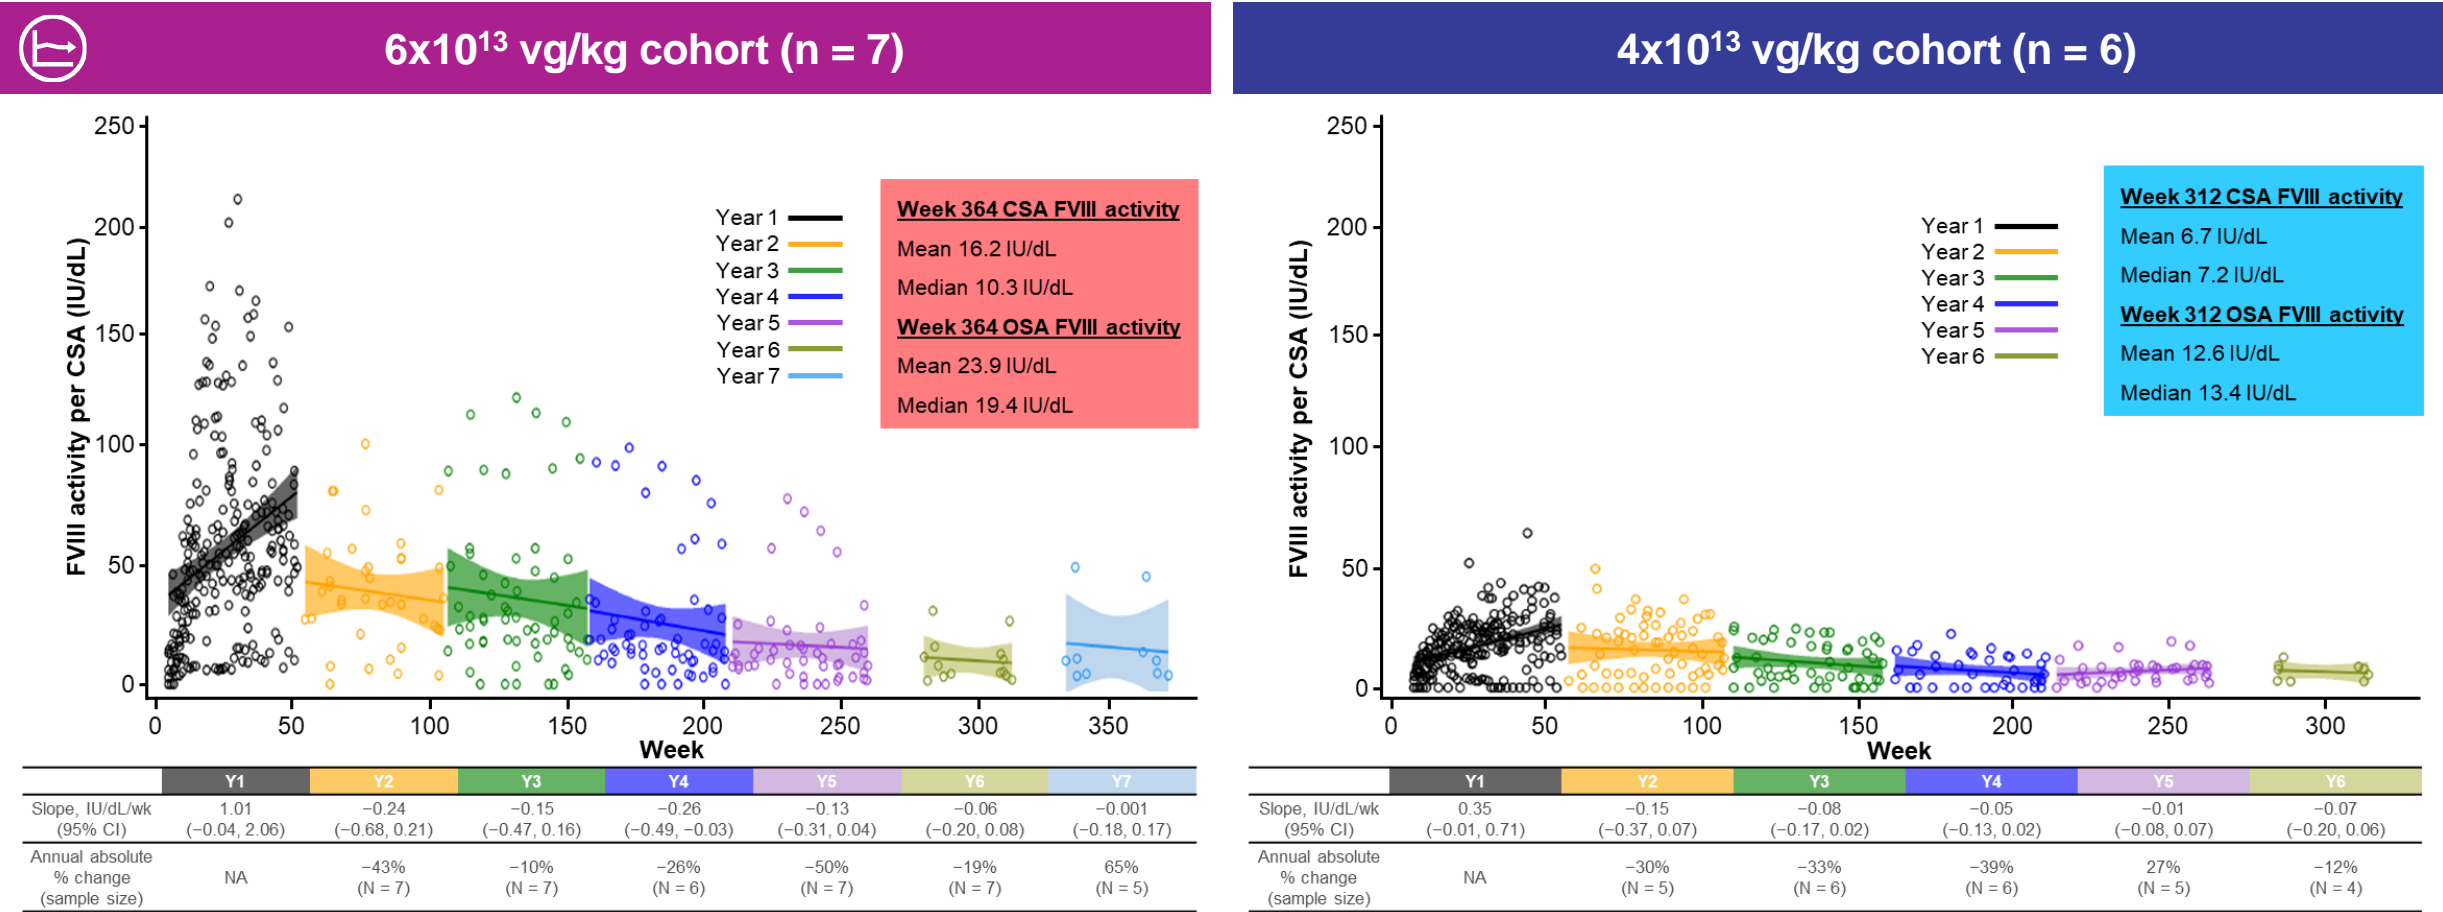 6x10¹³ vg/kg cohort (n = 7)
FVIII activity per CSA (IU/dL)
250
200
150
100
50
0
0 50 100 150 200 250 300 350
Week
Year 1
Year 2
Year 3
Year 4
Year 5
Year 6
Year 7
Week 364 CSA FVIII activity
Mean 16.2 IU/dL
Median 10.3 IU/dL
Week 364 OSA FVIII activity
Mean 23.9 IU/dL
Median 19.4 IU/dL
Y1 Y2 Y3 Y4 Y5 Y6 Y7
Slope, IU/dL/wk 1.01 −0.24 −0.15 −0.26 −0.13 −0.06 −0.001
(95% CI) (−0.04, 2.06) (−0.68, 0.21) (−0.47, 0.16) (−0.49, −0.03) (−0.31, 0.04) (−0.20, 0.08) (−0.18, 0.17)
Annual absolute
% change NA −43% −10% −26% −50% −19% 65%
(sample size) (N = 7) (N = 7) (N = 6) (N = 7) (N = 7) (N = 5)
4x10¹³ vg/kg cohort (n = 6)
FVIII activity per CSA (IU/dL)
250
200
150
100
50
0
0 50 100 150 200 250 300
Week
Year 1
Year 2
Year 3
Year 4
Year 5
Year 6
Week 312 CSA FVIII activity
Mean 6.7 IU/dL
Median 7.2 IU/dL
Week 312 OSA FVIII activity
Mean 12.6 IU/dL
Median 13.4 IU/dL
Y1 Y2 Y3 Y4 Y5 Y6
Slope, IU/dL/wk 0.35 −0.15 −0.08 −0.05 −0.01 −0.07
(95% CI) (−0.01, 0.71) (−0.37, 0.07) (−0.17, 0.02) (−0.13, 0.02) (−0.08, 0.07) (−0.20, 0.06)
Annual absolute
% change NA −30% −33% −39% 27% −12%
(sample size) (N = 5) (N = 6) (N = 6) (N = 5) (N = 4)